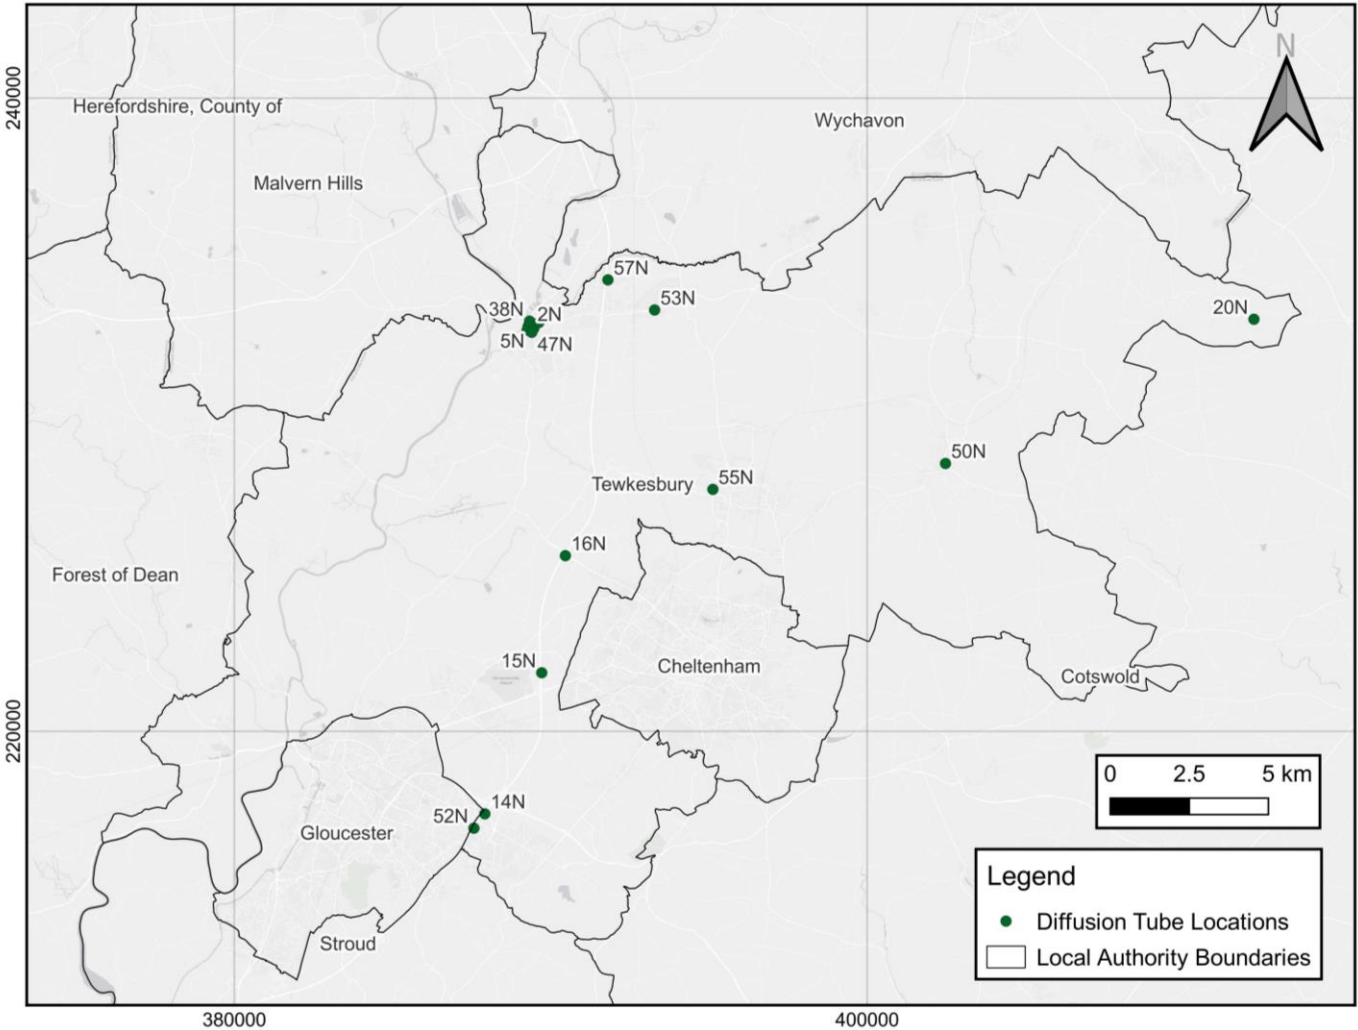 N
240000
Herefordshire, County of
Wychavon
Malvern Hills
57N
53N
38N
2N
20N
5N
47N
50N
Tewkesbury
55N
16N
Forest of Dean
15N
Cheltenham
Cotswold
220000
0 2.5 5 km
14N
52N
Gloucester
Legend
Diffusion Tube Locations
Stroud
Local Authority Boundaries
380000
400000